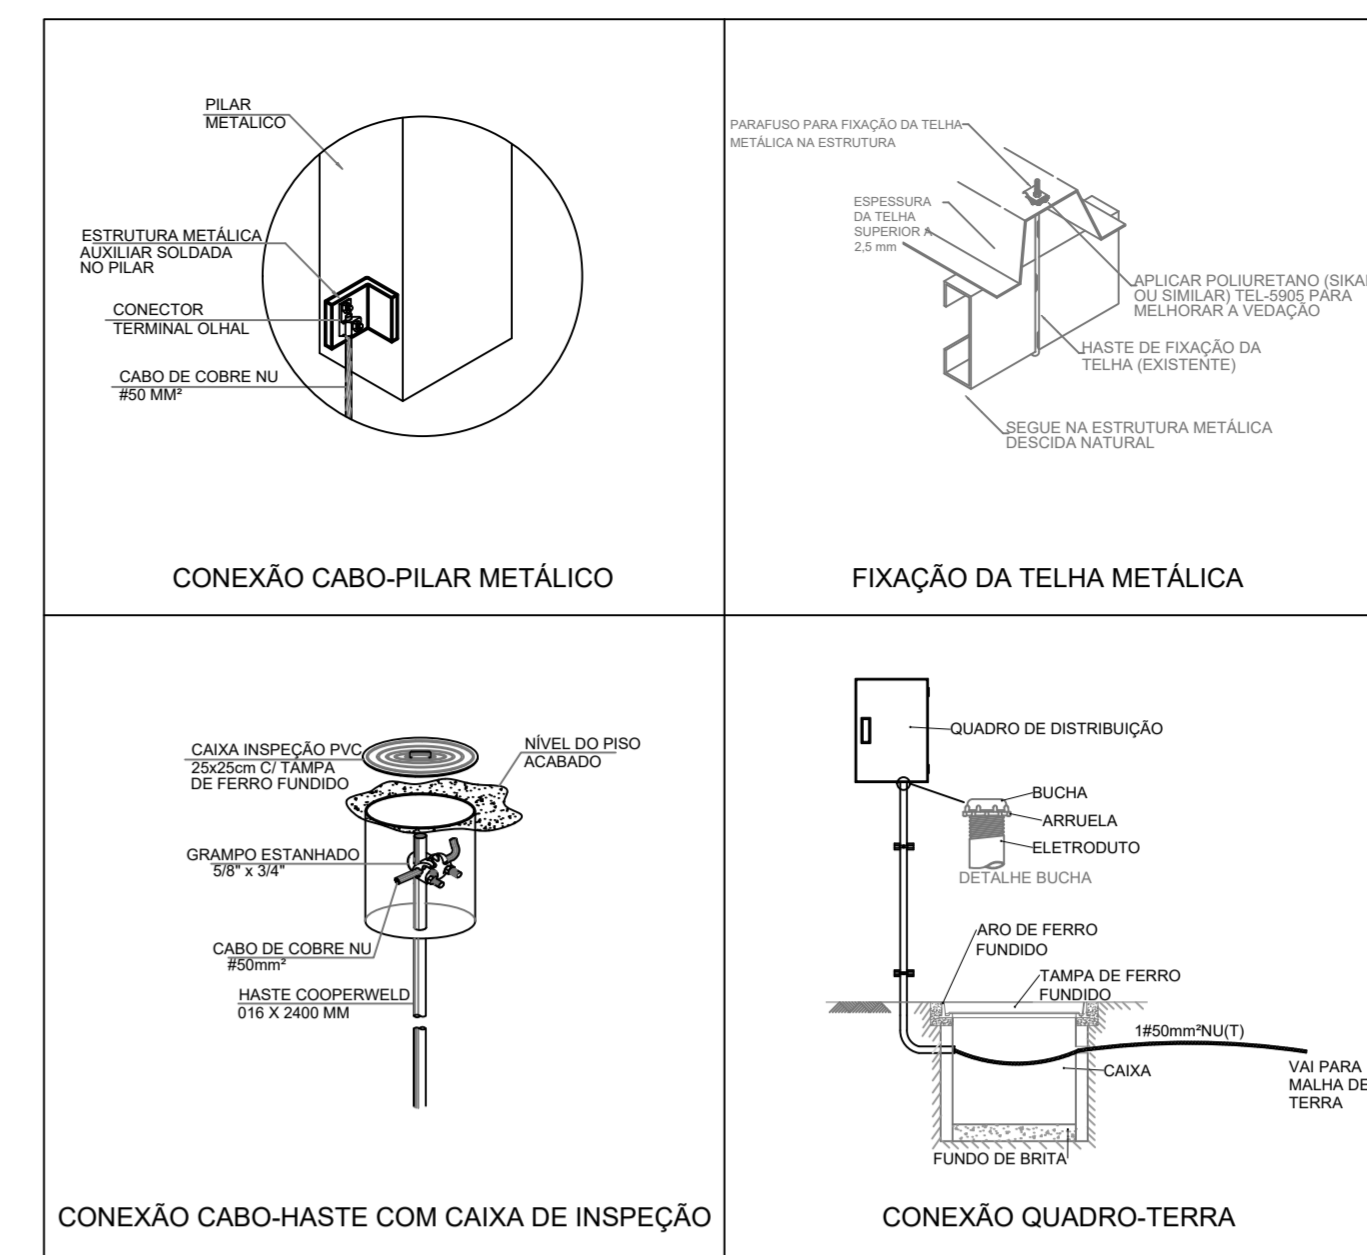 PILAR
METALICO
ESTRUTURA METÁLICA
AUXILIAR SOLDADA
NO PILAR
CONECTOR
TERMINAL OLHAL
CABO DE COBRE NU
#50 MM²
CONEXÃO CABO-PILAR METÁLICO
PARAFUSO PARA FIXAÇÃO DA TELHA
METÁLICA NA ESTRUTURA
ESPESSURA
DA TELHA
SUPERIOR A
2,5 mm
APLICAR POLIURETANO (SIKA
OU SIMILAR) TEL-5905 PARA
MELHORAR A VEDAÇÃO
HASTE DE FIXAÇÃO DA
TELHA (EXISTENTE)
SEGUE NA ESTRUTURA METÁLICA
DESCIDA NATURAL
FIXAÇÃO DA TELHA METÁLICA
CAIXA INSPEÇÃO PVC
25x25cm C/ TAMPA
DE FERRO FUNDIDO
NÍVEL DO PISO
ACABADO
GRAMPO ESTANHADO
5/8" x 3/4"
CABO DE COBRE NU
#50mm²
HASTE COOPERWELD
016 X 2400 MM
CONEXÃO CABO-HASTE COM CAIXA DE INSPEÇÃO
QUADRO DE DISTRIBUIÇÃO
BUCHA
ARRUELA
ELETRODUTO
DETALHE BUCHA
ARO DE FERRO
FUNDIDO
TAMPA DE FERRO
FUNDIDO
1#50mm²NU(T)
CAIXA
VAI PARA
MALHA DE
TERRA
FUNDO DE BRITA
CONEXÃO QUADRO-TERRA